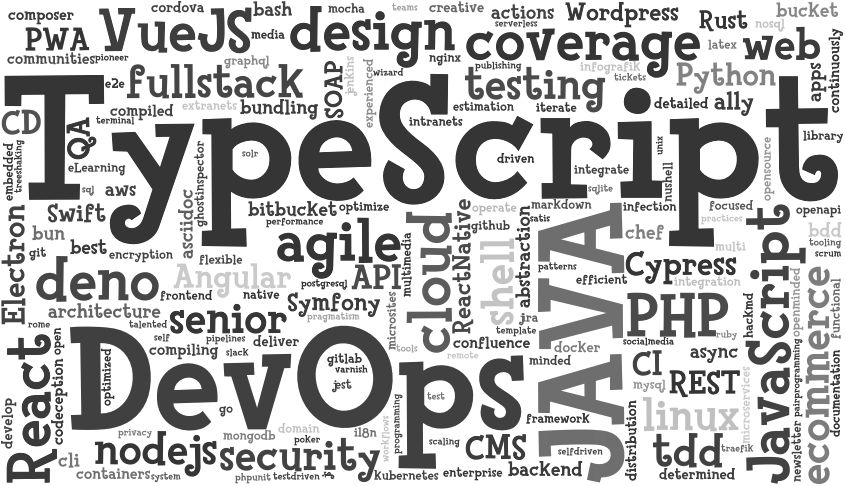 composer
cordova
bash
mocha
teams
creative
actions
serverless
Wordpress
Rust
nosql
bucket
PWA
VueJS
media
design
nginx
coverage
latex
web
communities
pioneer
graphql
publishing
infografik
tickets
Python
apps
continuously
e2e
fullstack
SOAP
jenkins
experienced
wizard
testing
detailed
ally
compiled
extranets
bundling
estimation
iterate
CD
QA
terminal
intranets
library
TypeScript
embedded
treeshaking
eLearning
solr
ghostinspector
driven
integrate
unix
nushell
opensource
sql
aws
sqlite
Swift
asciidoc
bitbucket
optimize
operate
markdown
infection
focused
openapi
performance
satis
practices
Electron
bun
git
best
encryption
flexible
agile
cloud
multimedia
ReactNative
github
shell
abstraction
JAVA
chef
multi
bdd
tooling
scrum
deno
Angular
postgresql
API
patterns
efficient
Cypress
integration
JavaScript
frontend
native
Symfony
microsites
architecture
pragmatism
jra
template
PHP
ruby
hackmd
openminded
ecommerce
functional
rome
talented
senior
self
pipelines
deliver
confluence
socialmedia
React
codeception
open
compiling
slack
gitlab
varnish
jest
tools
remote
minded
docker
CI
async
optimized
DevOps
mysql
REST
pairprogramming
documentation
go
test
linux
microservices
develop
privacy
domain
programming
framework
distribution
newsletter
nodejs
mongodb
poker
i18n
workflows
scaling
CMS
selfdriven
tdd
traefik
cli
security
containers
system
phpunit
testdriven
kubernetes
enterprise
backend
determined